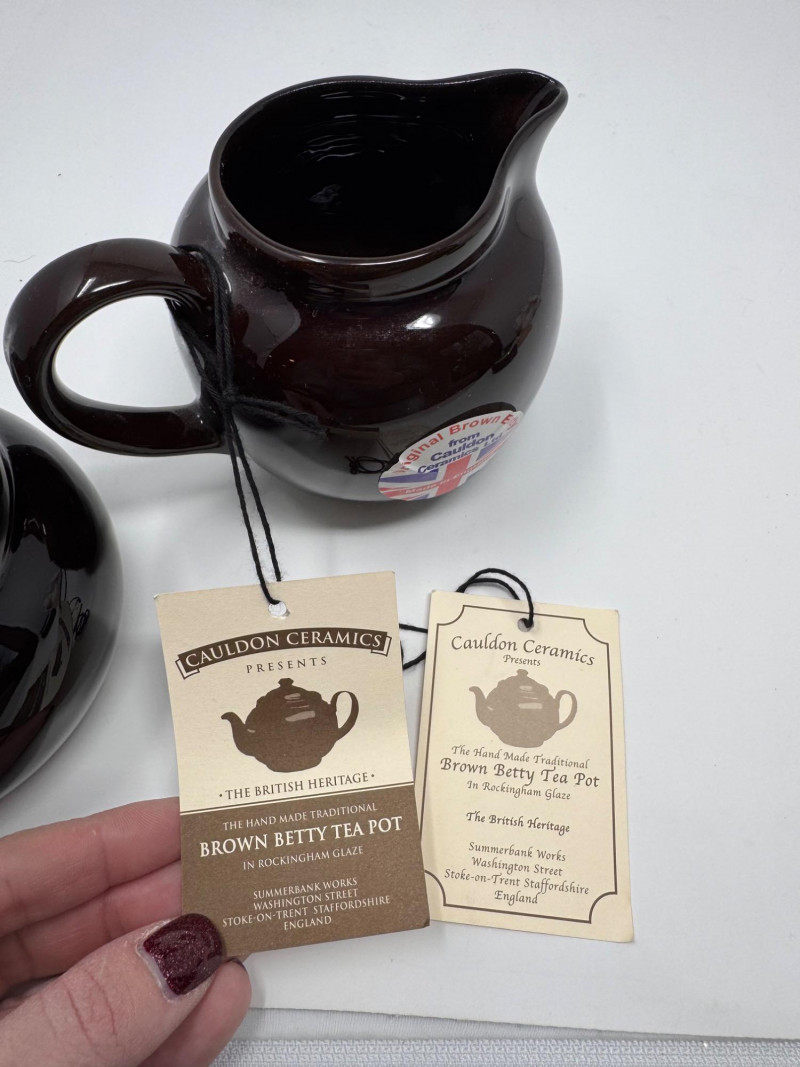 Original Brown
from
Cauldon
Ceramics
CAULDON CERAMICS
PRESENTS
• THE BRITISH HERITAGE •
THE HAND MADE TRADITIONAL
BROWN BETTY TEA POT
IN ROCKINGHAM GLAZE
SUMMERBANK WORKS
WASHINGTON STREET
STOKE-ON-TRENT STAFFORDSHIRE
ENGLAND
Cauldon Ceramics
Presents
The Hand Made Traditional
Brown Betty Tea Pot
In Rockingham Glaze
The British Heritage
Summerbank Works
Washington Street
Stoke-on-Trent Staffordshire
England